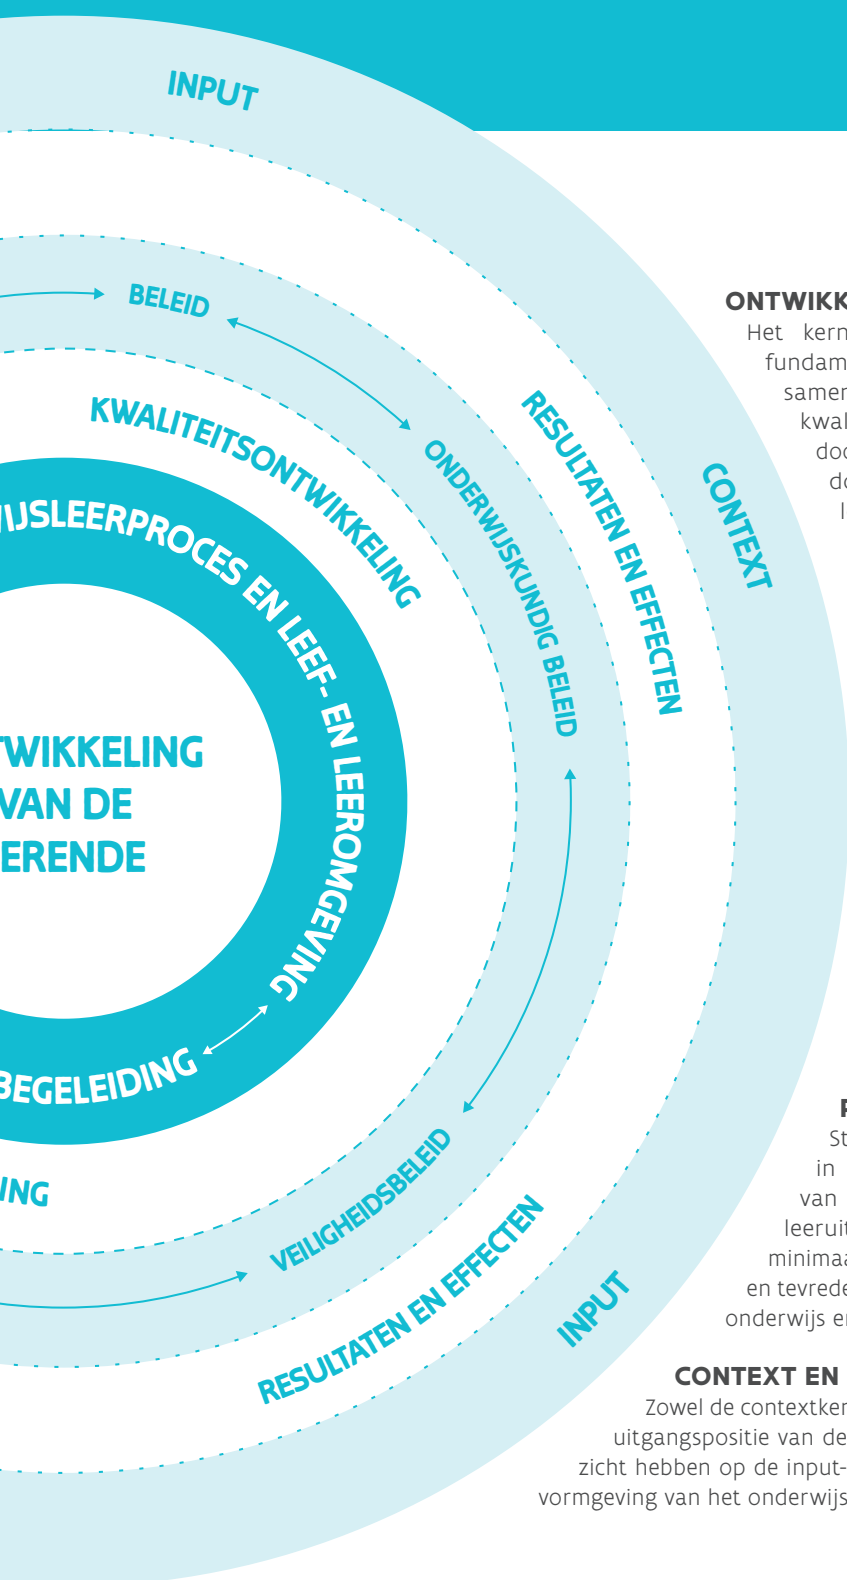 INPUT
BELEID
KWALITEITSONTWIKKELING
ONDERWIJSKUNDIG BELEID
RESULTATEN EN EFFECTEN
CONTEXT
IJSLEERPROCES EN LEEF- EN LEEROMGEVING
TWIKKELING
VAN DE
ERENDE
BEGELEIDING
ING
VEILIGHEIDSBELEID
RESULTATEN EN EFFECTEN
INPUT
ONTWIKK
Het kern
fundam
samen
kwal
doo
do
l
St
in
van
leeruit
minimaa
en tevrede
onderwijs en
CONTEXT EN
Zowel de contextken
uitgangspositie van de
zicht hebben op de input-
vormgeving van het onderwijs